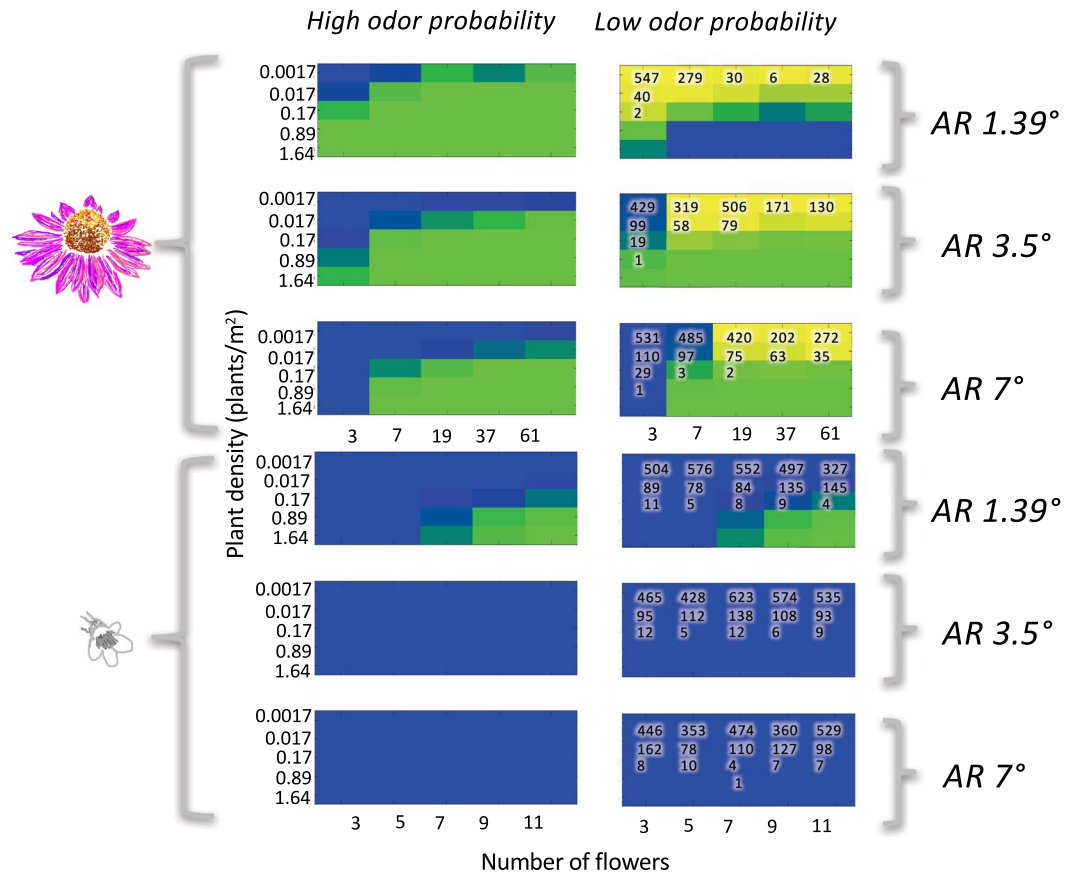 High odor probability Low odor probability
0.0017 547 279 30 6 28
0.017 40
0.17 2
0.89
1.64
AR 1.39°
0.0017 429 319 506 171 130
0.017 99 58 79
0.17 19
0.89 1
1.64
AR 3.5°
0.0017 531 485 420 202 272
0.017 110 97 75 63 35
0.17 29 3 2
0.89 1
1.64
AR 7°
3 7 19 37 61 3 7 19 37 61
Plant density (plants/m²)
0.0017 504 576 552 497 327
0.017 89 78 84 135 145
0.17 11 5 8 9 4
0.89
1.64
AR 1.39°
0.0017 465 428 623 574 535
0.017 95 112 138 108 93
0.17 12 5 12 6 9
0.89
1.64
AR 3.5°
0.0017 446 353 474 360 529
0.017 162 78 110 127 98
0.17 8 10 4 7 7
0.89 1
1.64
AR 7°
3 5 7 9 11 3 5 7 9 11
Number of flowers